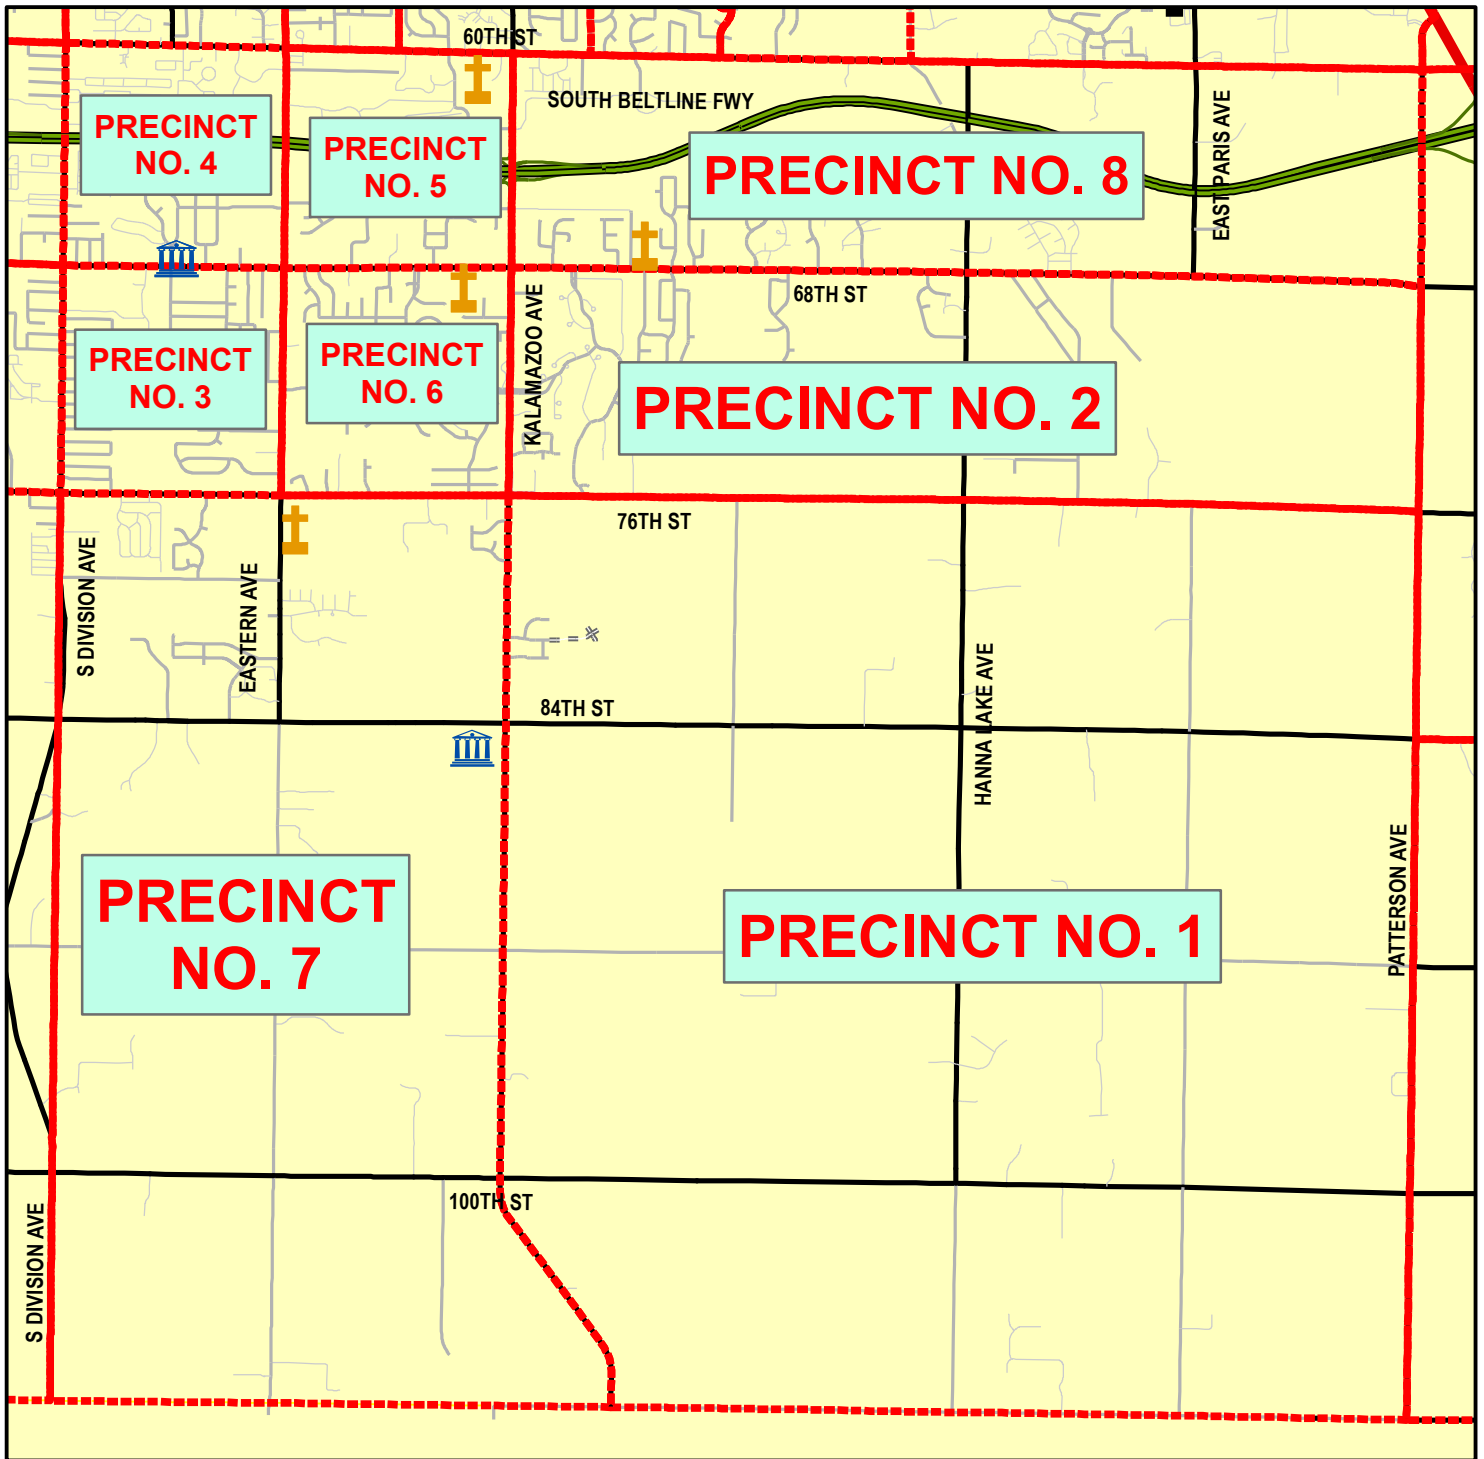 60TH ST
SOUTH BELTLINE FWY
EAST PARIS AVE
PRECINCT
NO. 4
PRECINCT
NO. 5
PRECINCT NO. 8
68TH ST
KALAMAZOO AVE
PRECINCT
NO. 3
PRECINCT
NO. 6
PRECINCT NO. 2
76TH ST
S DIVISION AVE
EASTERN AVE
84TH ST
HANNA LAKE AVE
PATTERSON AVE
PRECINCT
NO. 7
PRECINCT NO. 1
100TH ST
S DIVISION AVE